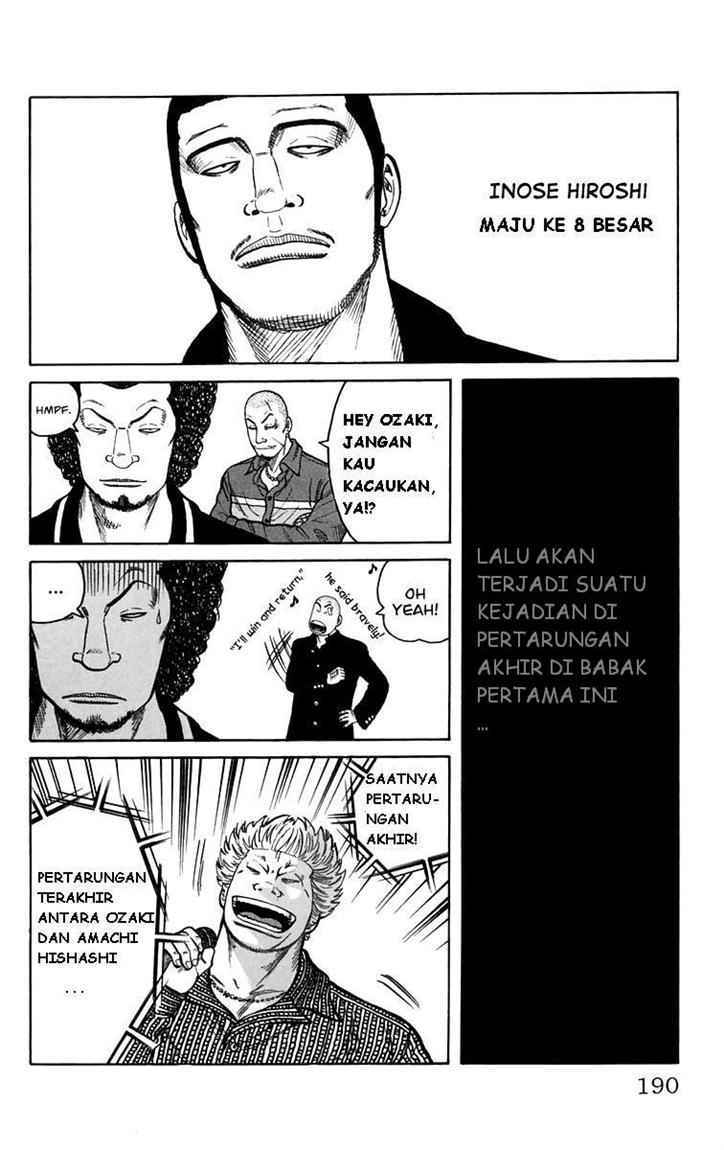 INOSE HIROSHI
MAJU KE 8 BESAR
HMPF.
HEY OZAKI,
JANGAN
KAU
KACAUKAN,
YA!?
...
"I'll win and return,"
he said bravely!
OH
YEAH!
SAATNYA
PERTARU-
NGAN
AKHIR!
PERTARUNGAN
TERAKHIR
ANTARA OZAKI
DAN AMACHI
HISHASHI
...
LALU AKAN
TERJADI SUATU
KEJADIAN DI
PERTARUNGAN
AKHIR DI BABAK
PERTAMA INI
...
190